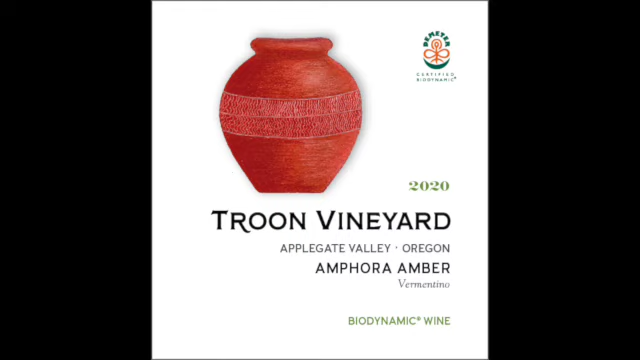 DEMETER
CERTIFIED
BIODYNAMIC®
2020
TROON VINEYARD
APPLEGATE VALLEY · OREGON
AMPHORA AMBER
Vermentino
BIODYNAMIC® WINE